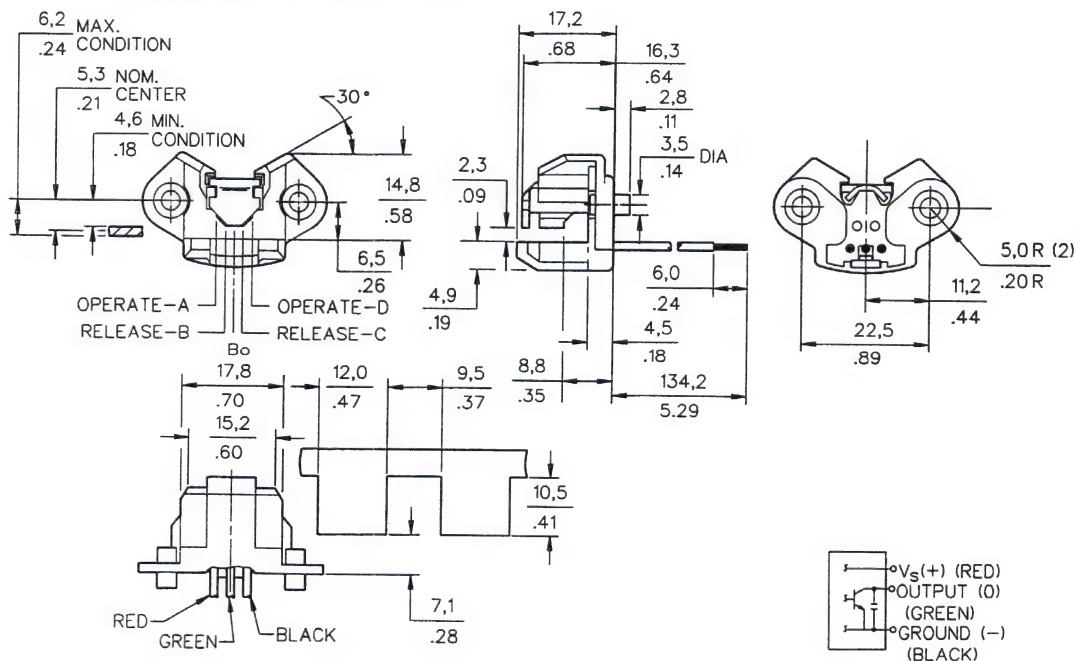 6,2 MAX.
.24 CONDITION
5,3 NOM.
.21 CENTER
4,6 MIN.
.18 CONDITION
30°
14,8
.58
6,5
.26
OPERATE-A
OPERATE-D
RELEASE-B
RELEASE-C
Bo
17,2
.68
16,3
.64
2,8
.11
3,5 DIA
.14
2,3
.09
4,9
.19
6,0
.24
4,5
.18
8,8
.35
134,2
5.29
5,0 R (2)
.20 R
11,2
.44
22,5
.89
17,8
.70
15,2
.60
12,0
.47
9,5
.37
10,5
.41
7,1
.28
RED
GREEN
BLACK
VS(+) (RED)
OUTPUT (0)
(GREEN)
GROUND (-)
(BLACK)